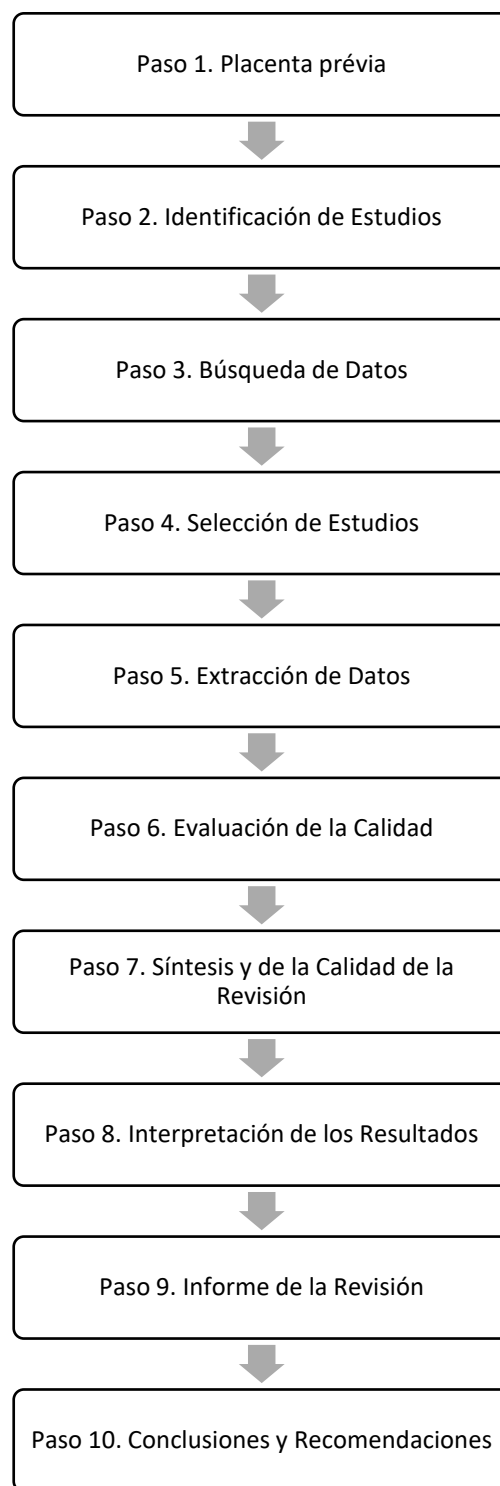 Paso 1. Placenta prévia
Paso 2. Identificación de Estudios
Paso 3. Búsqueda de Datos
Paso 4. Selección de Estudios
Paso 5. Extracción de Datos
Paso 6. Evaluación de la Calidad
Paso 7. Síntesis y de la Calidad de la
Revisión
Paso 8. Interpretación de los Resultados
Paso 9. Informe de la Revisión
Paso 10. Conclusiones y Recomendaciones